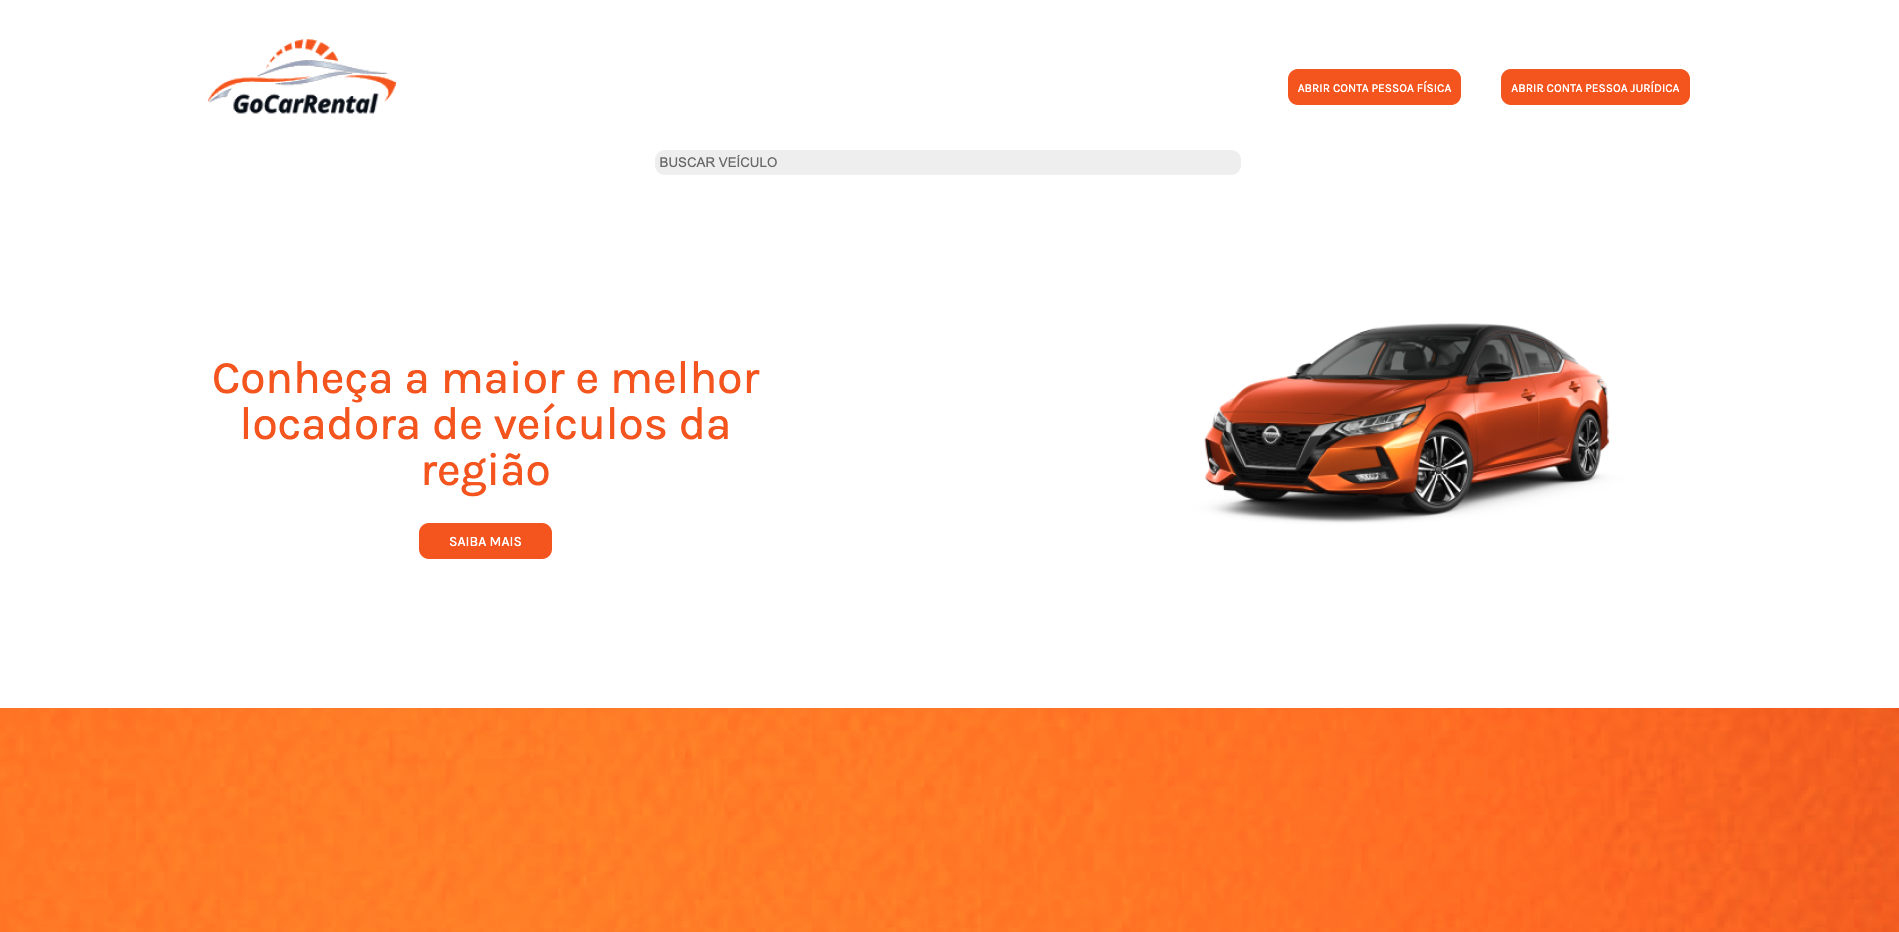 GoCarRental
ABRIR CONTA PESSOA FÍSICA
ABRIR CONTA PESSOA JURÍDICA
BUSCAR VEÍCULO
Conheça a maior e melhor
locadora de veículos da
região
SAIBA MAIS